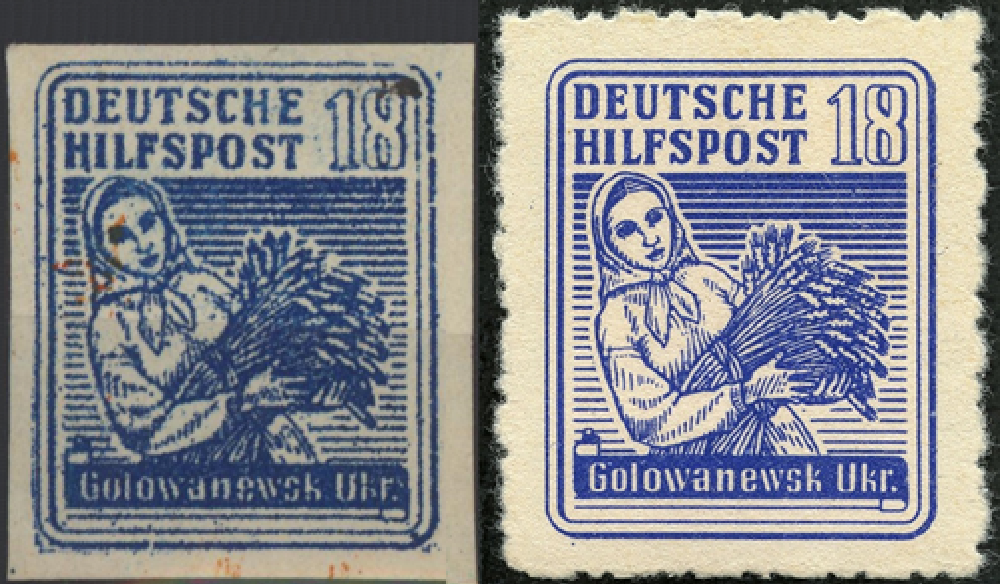 DEUTSCHE
HILFSPOST 18
Golowanewsk Ukr.
DEUTSCHE
HILFSPOST 18
Golowanewsk Ukr.